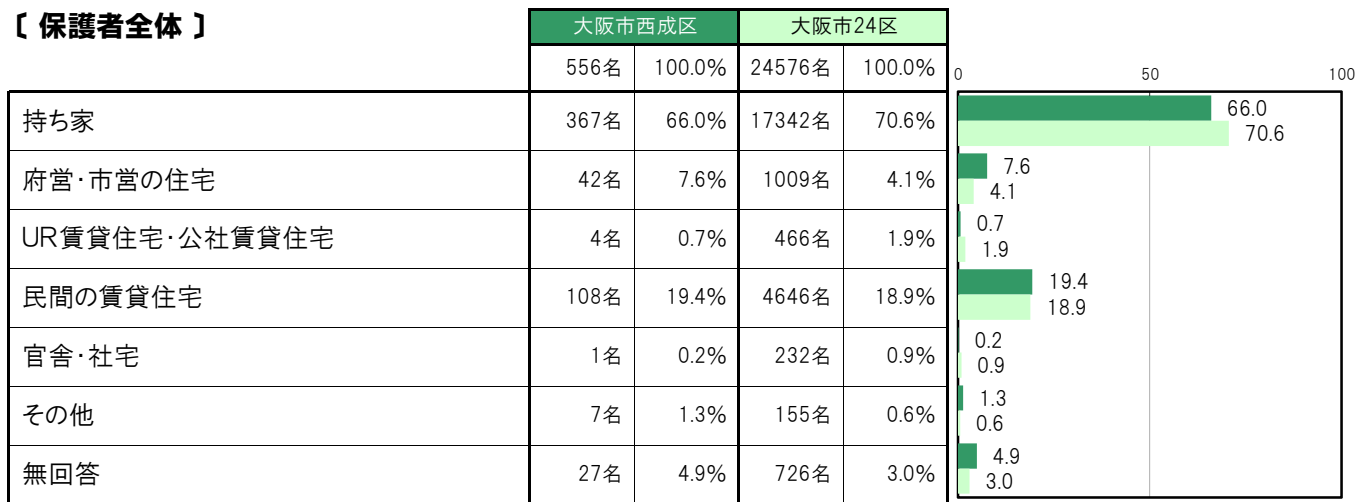 〔 保護者全体 〕
大阪市西成区 大阪市24区
556名 100.0% 24576名 100.0%
0 50 100
持ち家 367名 66.0% 17342名 70.6%
66.0
70.6
府営・市営の住宅 42名 7.6% 1009名 4.1%
7.6
4.1
UR賃貸住宅・公社賃貸住宅 4名 0.7% 466名 1.9%
0.7
1.9
民間の賃貸住宅 108名 19.4% 4646名 18.9%
19.4
18.9
官舎・社宅 1名 0.2% 232名 0.9%
0.2
0.9
その他 7名 1.3% 155名 0.6%
1.3
0.6
無回答 27名 4.9% 726名 3.0%
4.9
3.0